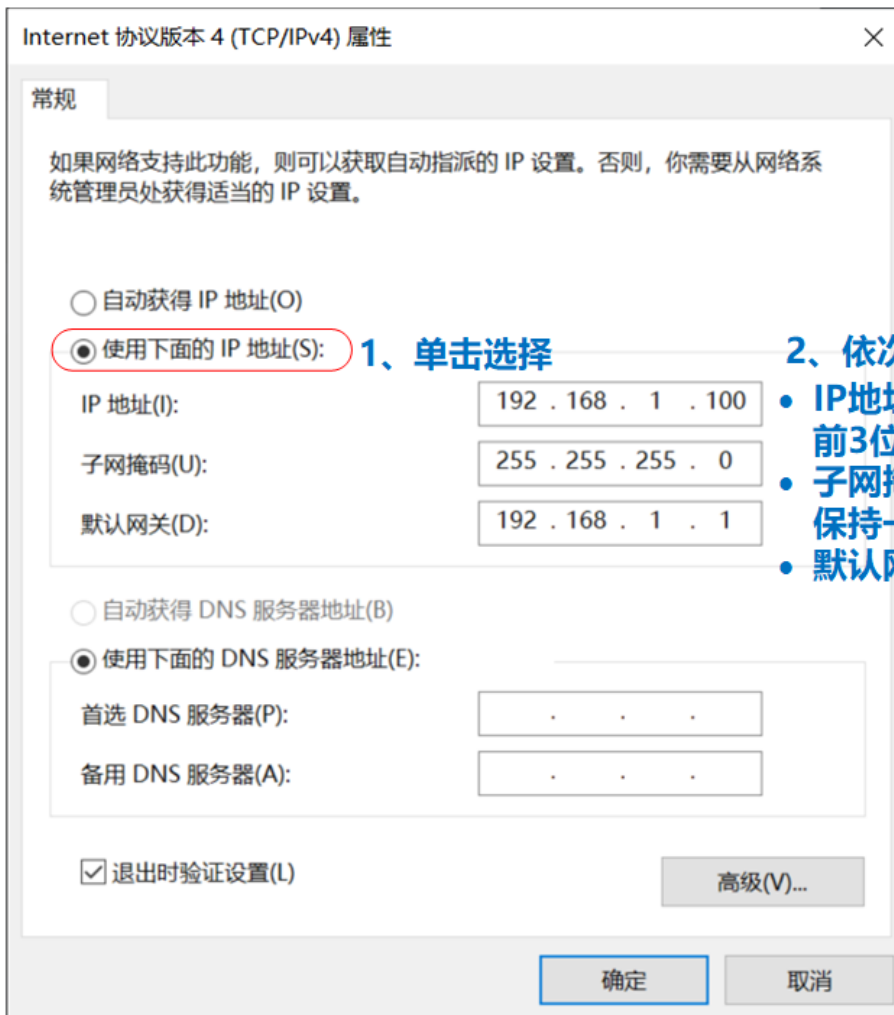 Internet 协议版本 4 (TCP/IPv4) 属性
常规
如果网络支持此功能，则可以获取自动指派的 IP 设置。否则，你需要从网络系
统管理员处获得适当的 IP 设置。
自动获得 IP 地址(O)
使用下面的 IP 地址(S):
1、单击选择
2、依次
IP 地址(I):
192 . 168 . 1 . 100
• IP地址
前3位
子网掩码(U):
255 . 255 . 255 . 0
• 子网掩
保持一
默认网关(D):
192 . 168 . 1 . 1
• 默认网
自动获得 DNS 服务器地址(B)
使用下面的 DNS 服务器地址(E):
首选 DNS 服务器(P):
. . .
备用 DNS 服务器(A):
. . .
退出时验证设置(L)
高级(V)...
确定
取消